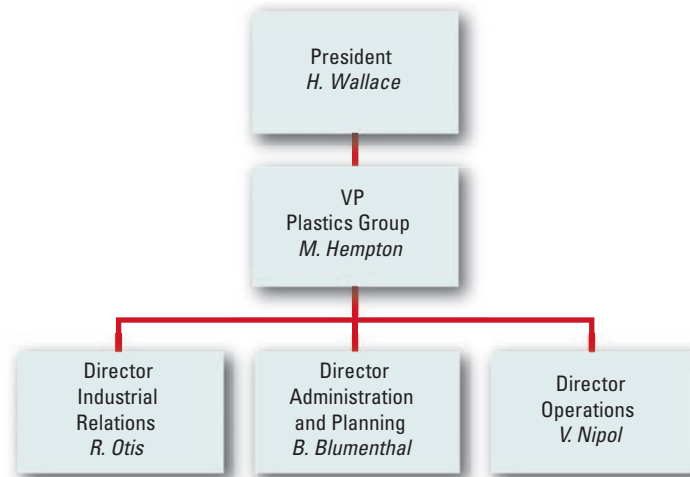 President
H. Wallace
VP
Plastics Group
M. Hempton
Director
Industrial
Relations
R. Otis
Director
Administration
and Planning
B. Blumenthal
Director
Operations
V. Nipol